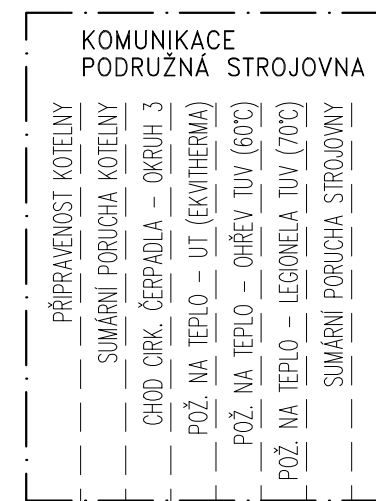 KOMUNIKACE
PODRUŽNÁ STROJOVNA
PŘIPRAVENOST KOTELNY
SUMÁRNÍ PORUCHA KOTELNY
CHOD CIRK. ČERPADLA – OKRUH 3
POŽ. NA TEPLO – UT (EKVITHERMA)
POŽ. NA TEPLO – OHŘEV TUV (60°C)
POŽ. NA TEPLO – LEGIONELA TUV (70°C)
SUMÁRNÍ PORUCHA STROJOVNY